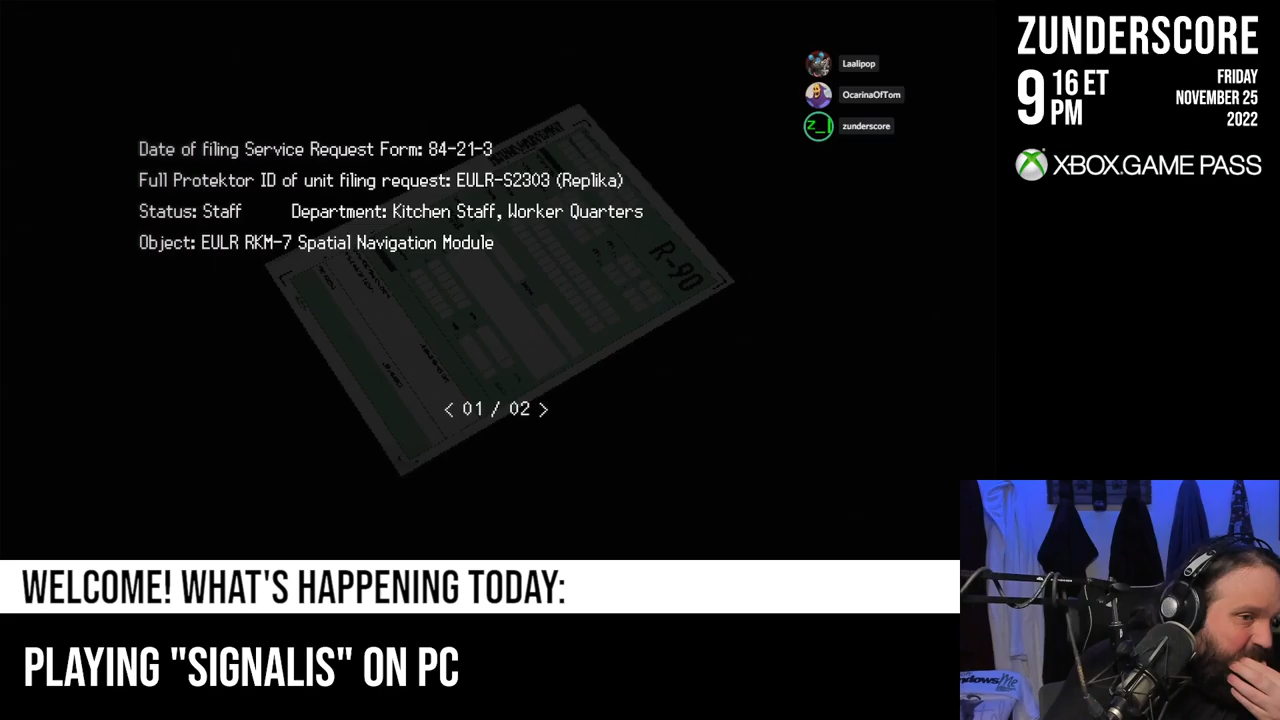 Laalipop
OcarinaOfTom
zunderscore
Date of filing Service Request Form: 84-21-3
Full Protektor ID of unit filing request: EULR-S2303 (Replika)
Status: Staff Department: Kitchen Staff, Worker Quarters
Object: EULR RKM-7 Spatial Navigation Module
R-90
< 01 / 02 >
ZUNDERSCORE
9 16 ET PM
FRIDAY
NOVEMBER 25
2022
XBOX GAME PASS
WELCOME! WHAT'S HAPPENING TODAY:
PLAYING "SIGNALIS" ON PC